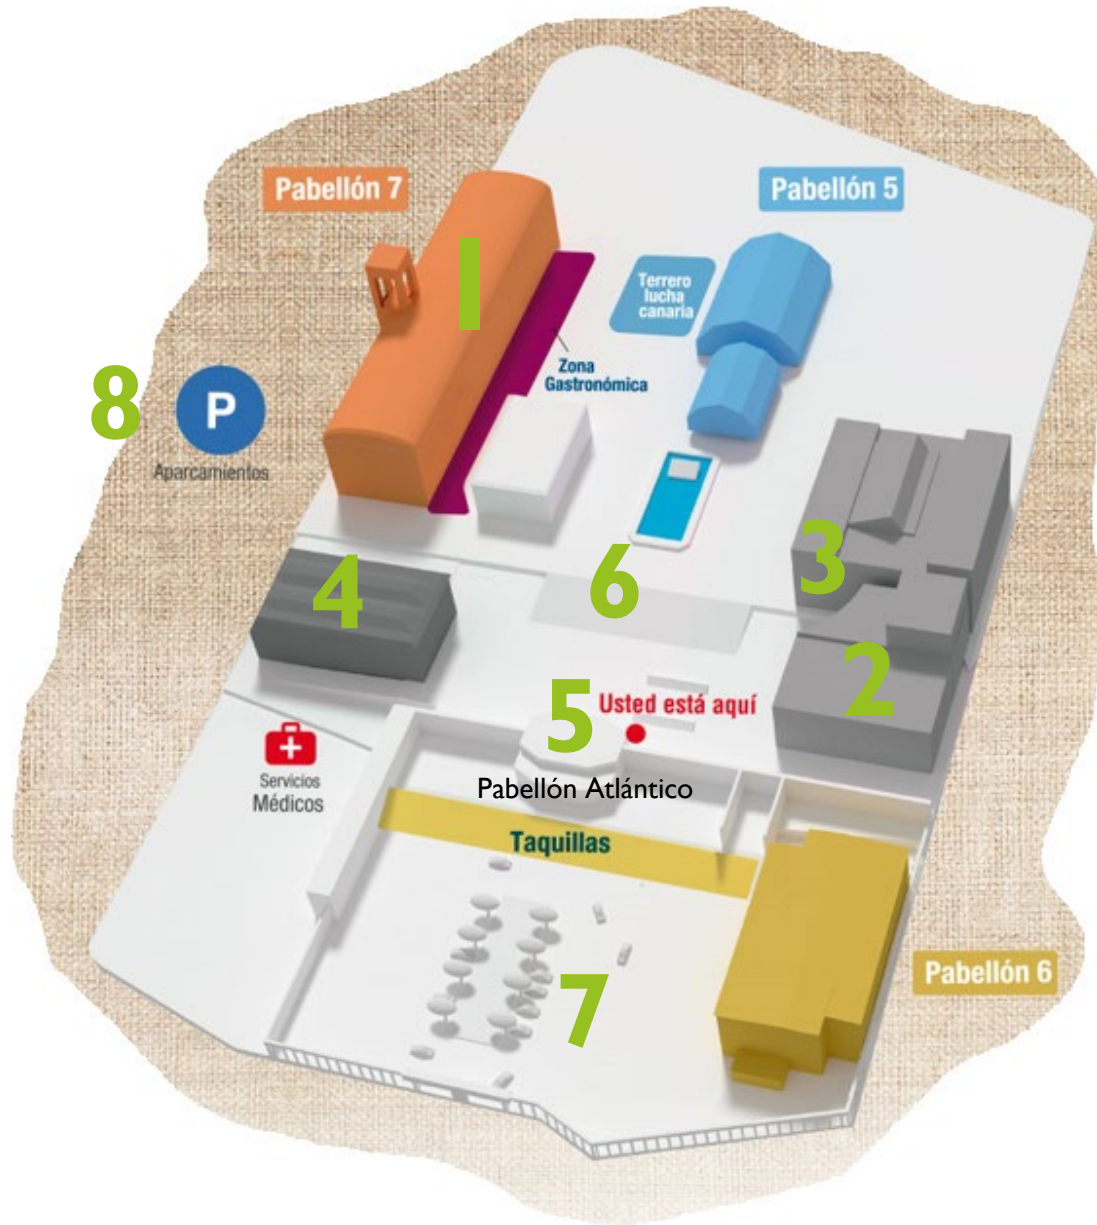 Pabellón 7
Pabellón 5
1
Terrero
lucha
canaria
Zona
Gastronómica
8
P
Aparcamientos
3
4
6
2
5
Usted está aquí
Servicios
Médicos
Pabellón Atlántico
Taquillas
Pabellón 6
7